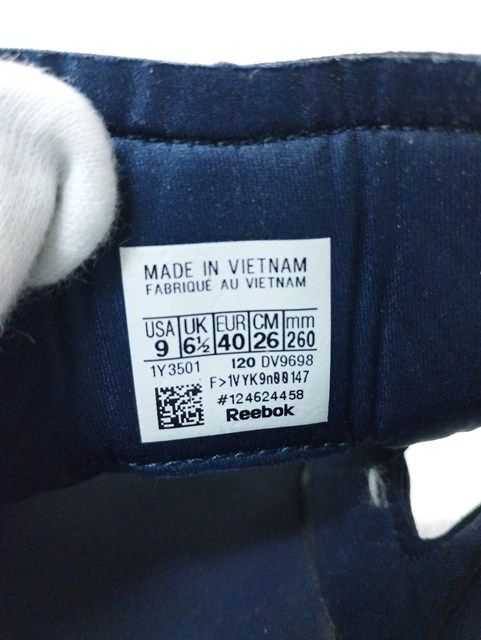 MADE IN VIETNAM
FABRIQUÉ AU VIETNAM
USA UK EUR CM mm
9 6½ 40 26 260
1Y3501 120 DV9698
F>1VYK9n00147
#124624458
Reebok